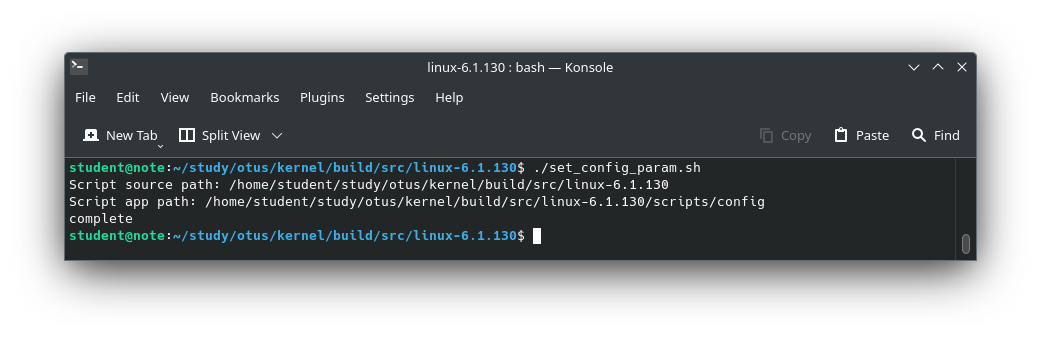 linux-6.1.130 : bash — Konsole
File Edit View Bookmarks Plugins Settings Help
New Tab Split View Copy Paste Find
student@note:~/study/otus/kernel/build/src/linux-6.1.130$ ./set_config_param.sh
Script source path: /home/student/study/otus/kernel/build/src/linux-6.1.130
Script app path: /home/student/study/otus/kernel/build/src/linux-6.1.130/scripts/config
complete
student@note:~/study/otus/kernel/build/src/linux-6.1.130$